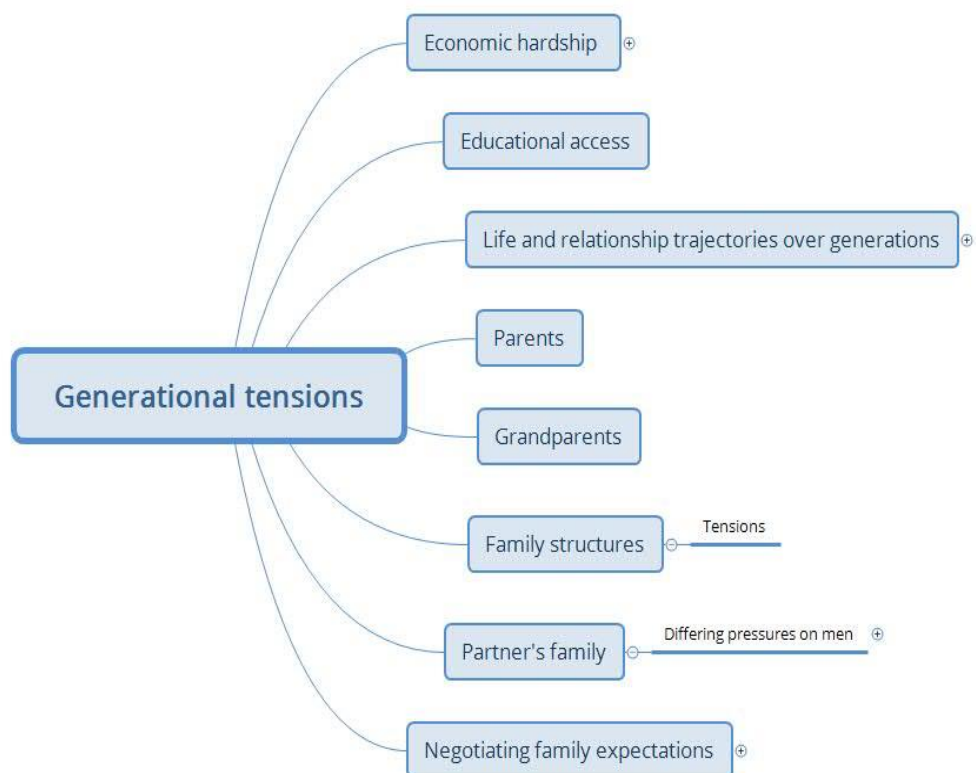 Economic hardship
Educational access
Life and relationship trajectories over generations
Parents
Generational tensions
Grandparents
Family structures
Tensions
Partner's family
Differing pressures on men
Negotiating family expectations